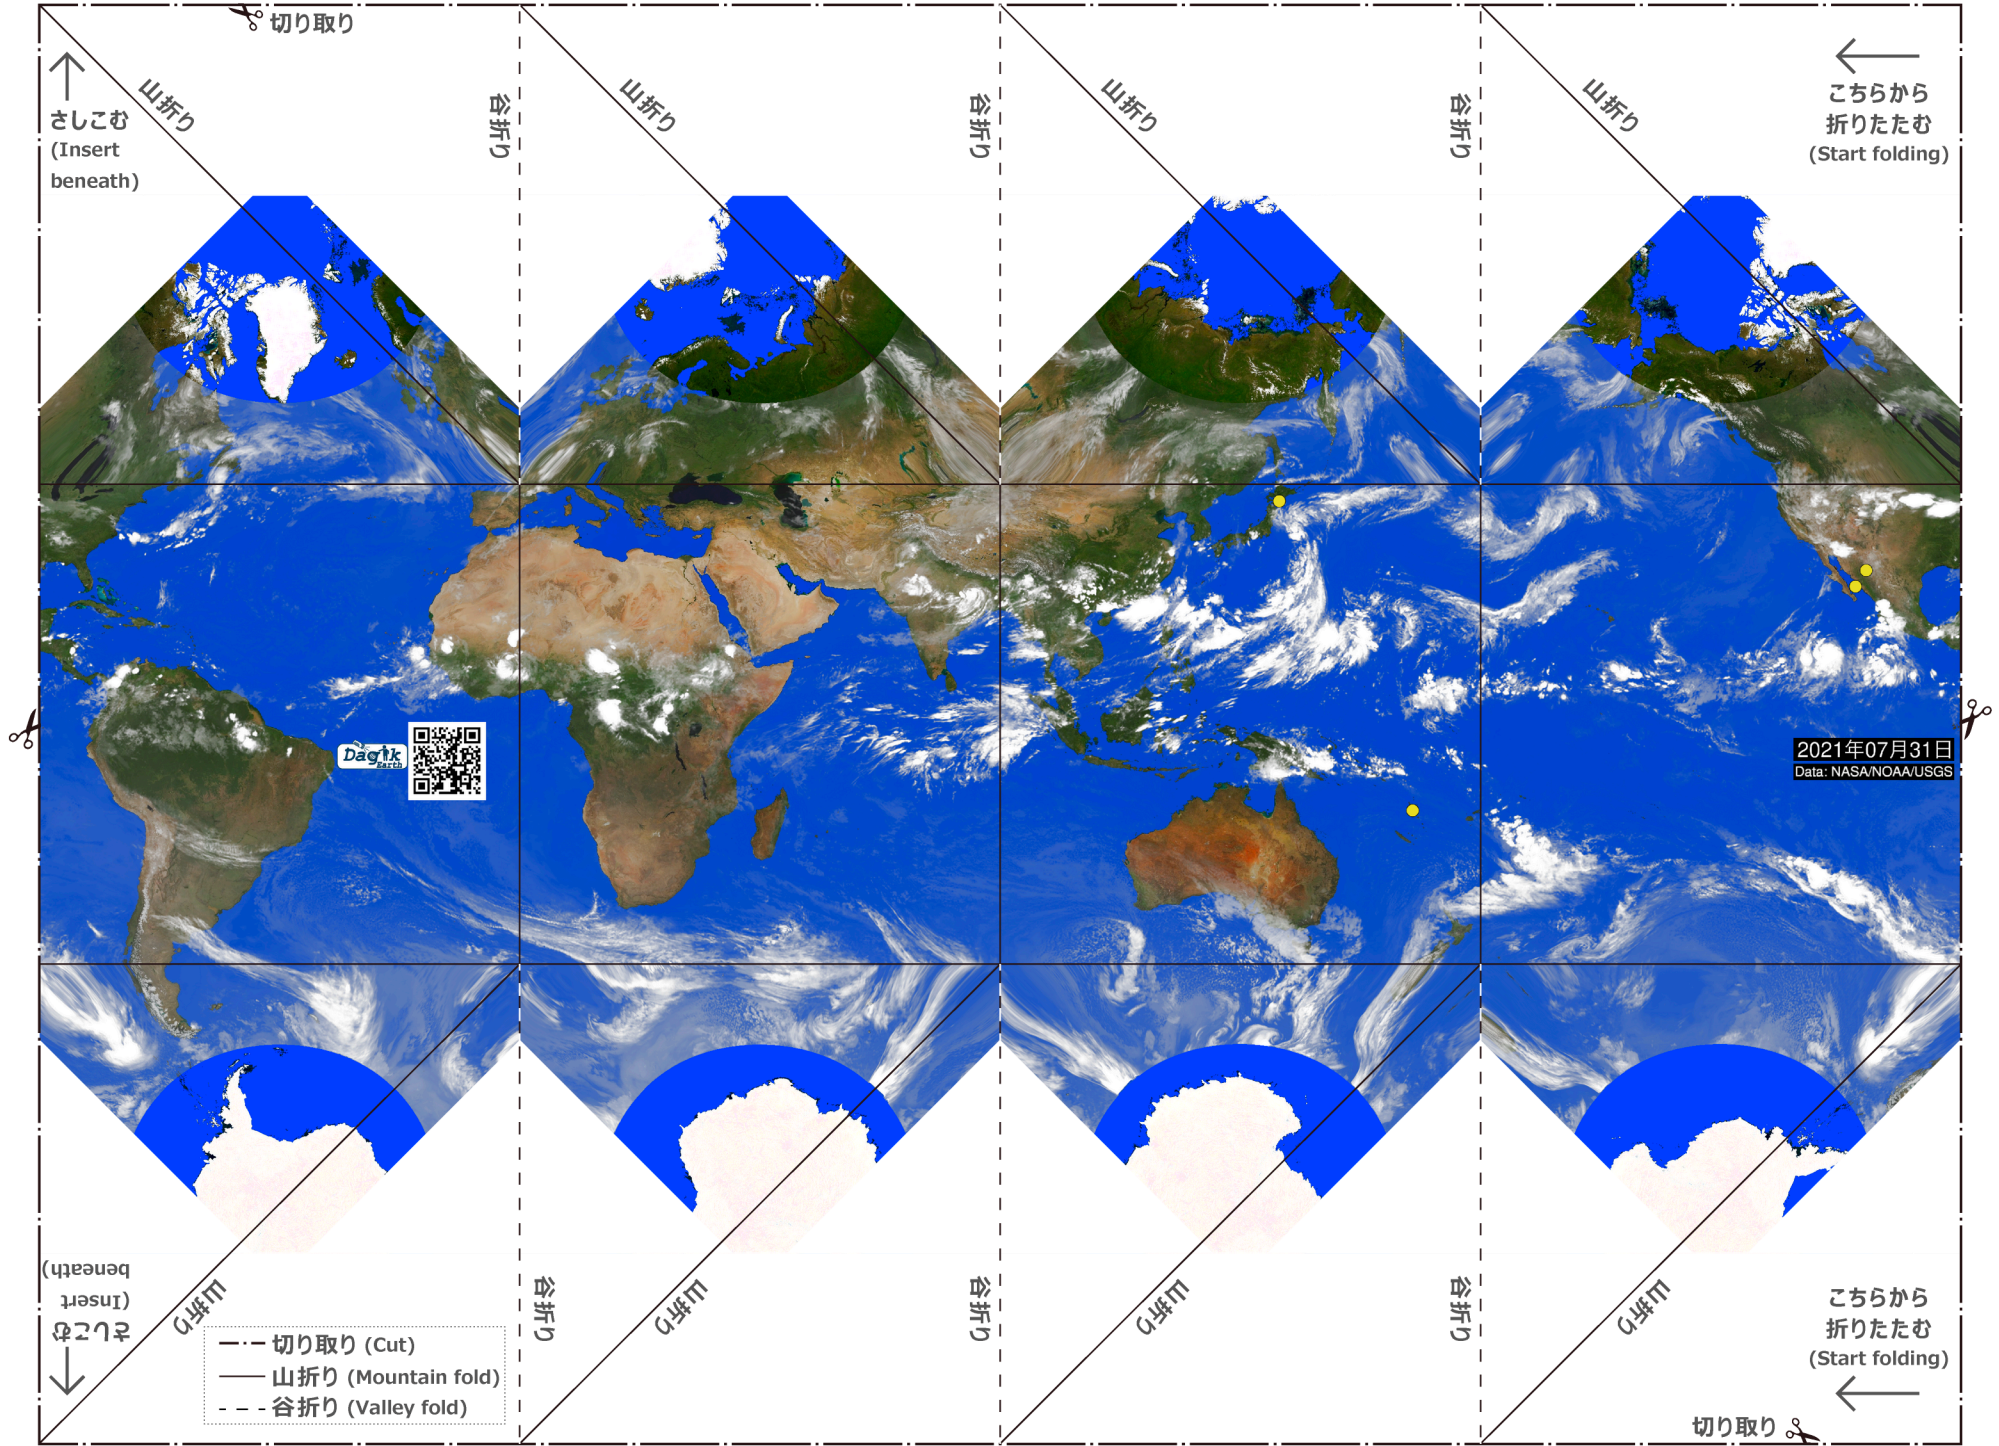 切り取り
さしこむ
(Insert
beneath)
山折り
谷折り
山折り
谷折り
山折り
谷折り
山折り
こちらから
折りたたむ
(Start folding)
Dagik
Earth
2021年07月31日
Data: NASA/NOAA/USGS
さしこむ
(Insert
beneath)
山折り
谷折り
山折り
谷折り
山折り
谷折り
山折り
こちらから
折りたたむ
(Start folding)
切り取り (Cut)
山折り (Mountain fold)
谷折り (Valley fold)
切り取り